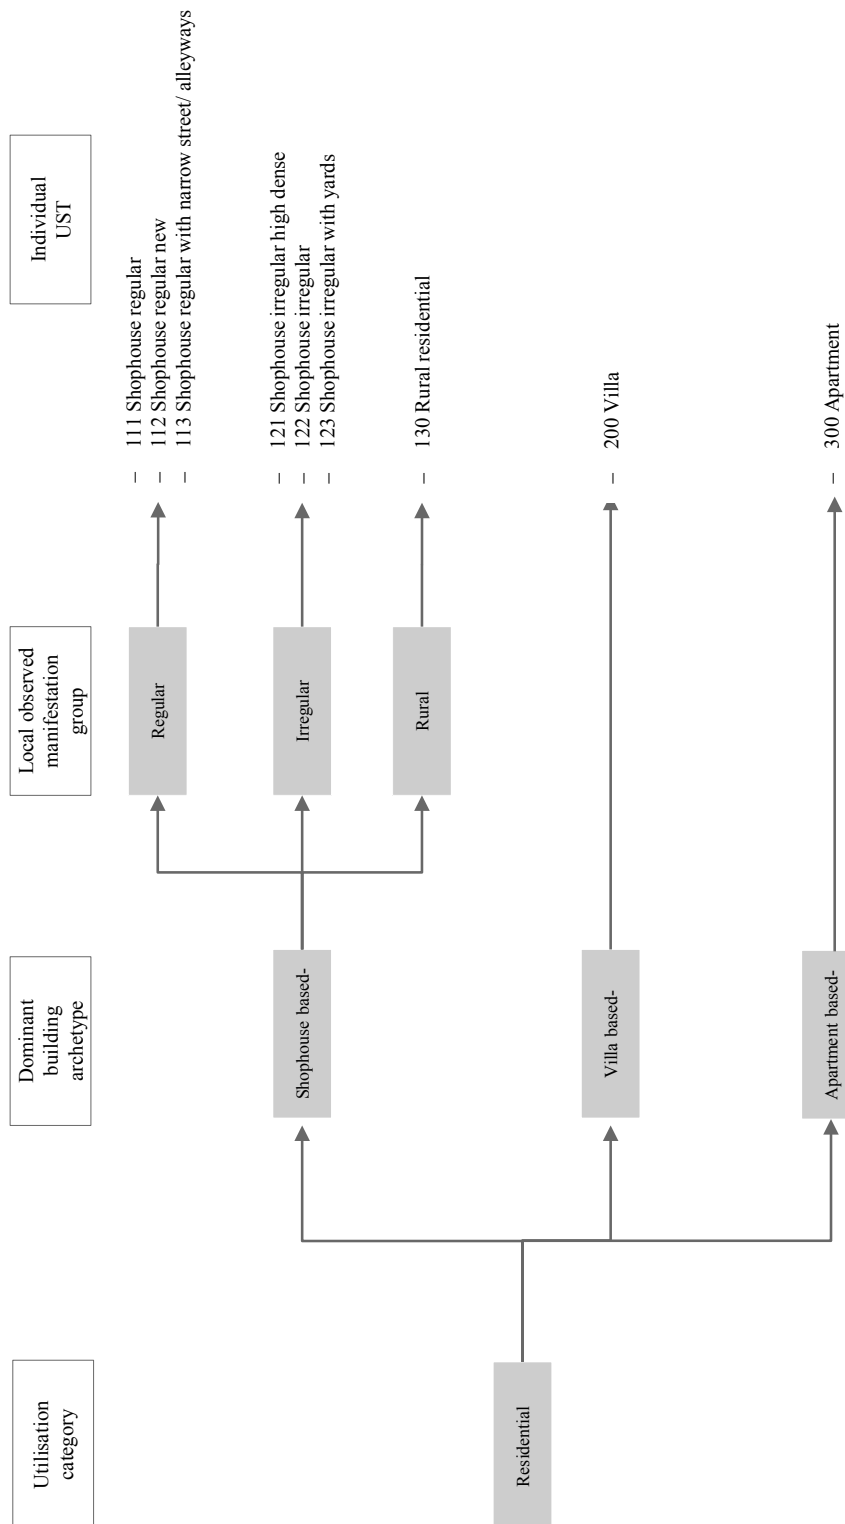 Utilisation
category
Dominant
building
archetype
Local observed
manifestation
group
Individual
UST
Residential
Shophouse based-
Villa based-
Apartment based-
Regular
Irregular
Rural
– 111 Shophouse regular
– 112 Shophouse regular new
– 113 Shophouse regular with narrow street/ alleyways
– 121 Shophouse irregular high dense
– 122 Shophouse irregular
– 123 Shophouse irregular with yards
– 130 Rural residential
– 200 Villa
– 300 Apartment